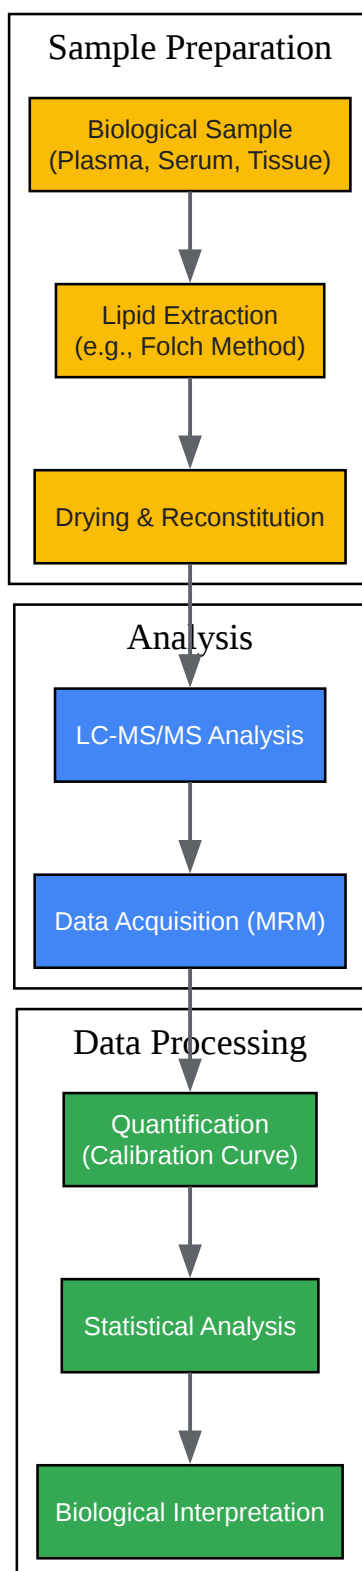 Sample Preparation
Biological Sample
(Plasma, Serum, Tissue)
Lipid Extraction
(e.g., Folch Method)
Drying & Reconstitution
Analysis
LC-MS/MS Analysis
Data Acquisition (MRM)
Data Processing
Quantification
(Calibration Curve)
Statistical Analysis
Biological Interpretation